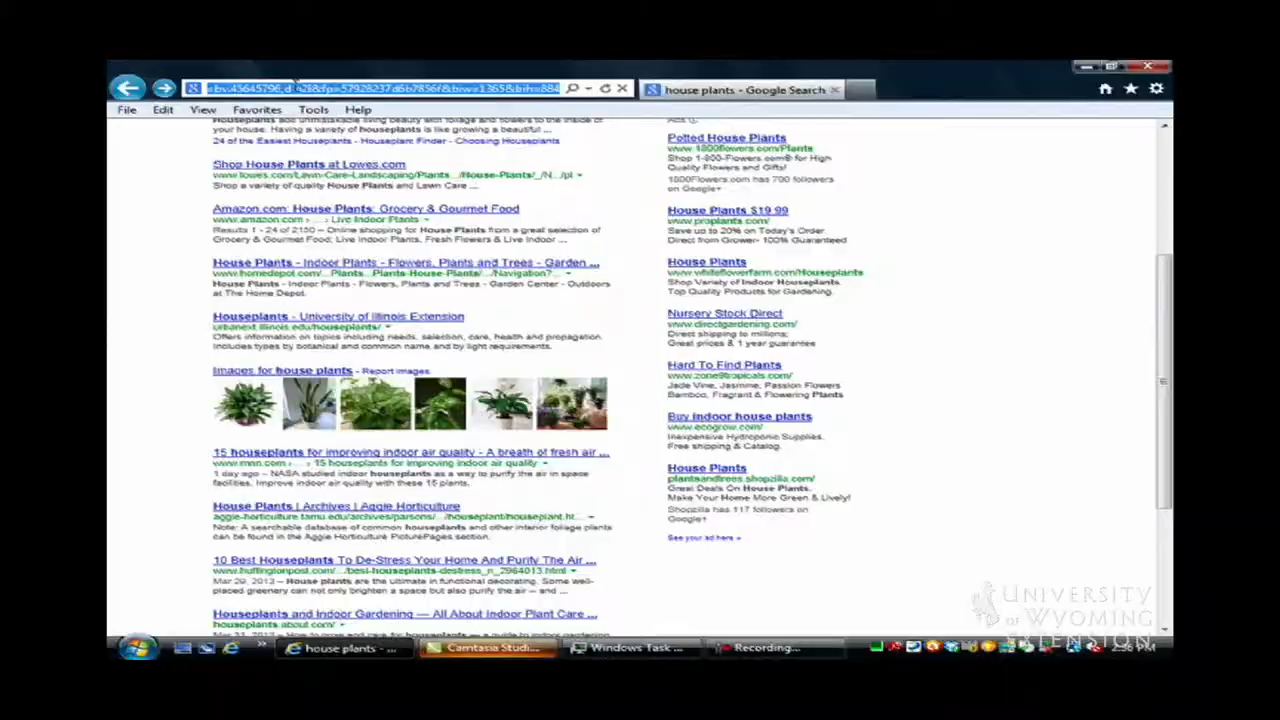 house plants - Google Search
File Edit View Favorites Tools Help
your house. Having a variety of houseplants is like growing a beautiful ...
24 of the Easiest Houseplants - Houseplant Finder - Choosing Houseplants
Shop House Plants at Lowes.com
www.lowes.com/Lawn-Care-Landscaping/Plants.../House-Plants/_/N.../pl
Shop a variety of quality House Plants and Lawn Care ...
Amazon.com: House Plants: Grocery & Gourmet Food
www.amazon.com › ... › Live Indoor Plants
Results 1 - 24 of 2150 – Online shopping for House Plants from a great selection of
Grocery & Gourmet Food; Live Indoor Plants, Fresh Flowers & Live Indoor ...
House Plants - Indoor Plants - Flowers, Plants and Trees - Garden ...
www.homedepot.com/...Plants...Plants-House-Plants/.../Navigation?...
House Plants - Indoor Plants - Flowers, Plants and Trees - Garden Center - Outdoors
at The Home Depot.
Houseplants - University of Illinois Extension
urbanext.illinois.edu/houseplants/
Offers information on topics including needs, selection, care, health and propagation.
Includes types by botanical and common name and by light requirements.
Images for house plants - Report images
15 houseplants for improving indoor air quality - A breath of fresh air ...
www.mnn.com › ... › 15 houseplants for improving indoor air quality
1 day ago – NASA studied indoor houseplants as a way to purify the air in space
facilities. Improve indoor air quality with these 15 plants.
House Plants | Archives | Aggie Horticulture
aggie-horticulture.tamu.edu/archives/parsons/.../houseplant/houseplant.ht...
Note: A searchable database of common houseplants and other interior foliage plants
can be found in the Aggie Horticulture PicturePages section.
10 Best Houseplants To De-Stress Your Home And Purify The Air ...
www.huffingtonpost.com/.../best-houseplants-destress_n_2964013.html
Mar 29, 2013 – House plants are the ultimate in functional decorating. Some well-
placed greenery can not only brighten a space but also purify the air – and ...
Houseplants and Indoor Gardening — All About Indoor Plant Care ...
houseplants.about.com/
Ads
Potted House Plants
www.1800flowers.com/Plants
Shop 1-800-Flowers.com® for High
Quality Flowers and Gifts!
1800Flowers.com has 700 followers
on Google+
House Plants $19.99
www.proplants.com/
Save up to 20% on Today's Order.
Direct from Grower- 100% Guaranteed
House Plants
www.whiteflowerfarm.com/Houseplants
Shop Variety of Indoor Houseplants
Top Quality Products for Gardening.
Nursery Stock Direct
www.directgardening.com/
Direct shipping to millions;
Great prices & 1 year guarantee
Hard To Find Plants
www.zone9tropicals.com/
Jade Vine, Jasmine, Passion Flowers
Bamboo, Fragrant & Flowering Plants
Buy indoor house plants
www.ecogrow.com/
Inexpensive Hydroponic Supplies.
Free shipping & Catalog.
House Plants
plantsandtrees.shopzilla.com/
Great Deals On House Plants.
Make Your Home More Green & Lively!
Shopzilla has 117 followers on
Google+
See your ad here »
UNIVERSITY
OF WYOMING
EXTENSION
house plants - ... Camtasia Studi... Windows Task ... Recording... 2:36 PM